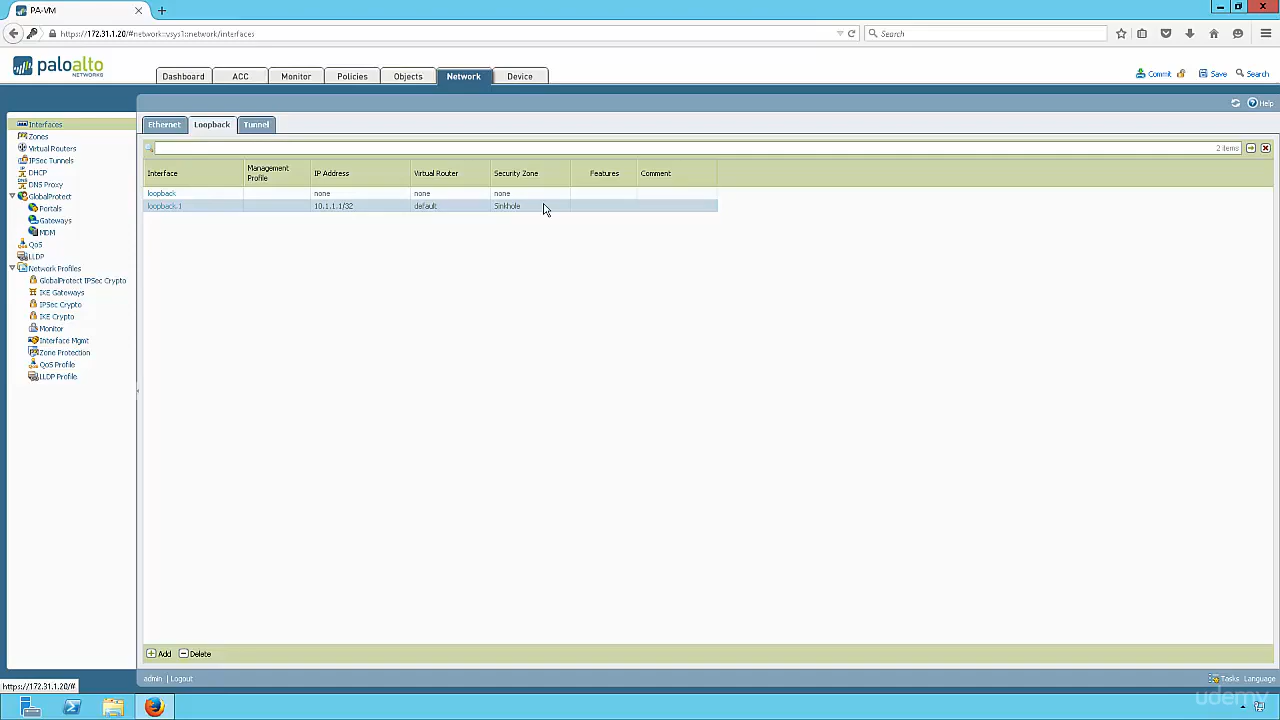 PA-VM
https://172.31.1.20/#network::vsys1::network/interfaces
Search
paloalto
NETWORKS
Dashboard
ACC
Monitor
Policies
Objects
Network
Device
Commit
Save
Search
Help
Interfaces
Zones
Virtual Routers
IPSec Tunnels
DHCP
DNS Proxy
GlobalProtect
Portals
Gateways
MDM
QoS
LLDP
Network Profiles
GlobalProtect IPSec Crypto
IKE Gateways
IPSec Crypto
IKE Crypto
Monitor
Interface Mgmt
Zone Protection
QoS Profile
LLDP Profile
Ethernet
Loopback
Tunnel
2 items
Interface
Management
Profile
IP Address
Virtual Router
Security Zone
Features
Comment
loopback
none
none
none
loopback.1
10.1.1.1/32
default
Sinkhole
Add
Delete
admin | Logout
Tasks
Language
https://172.31.1.20/#
udemy